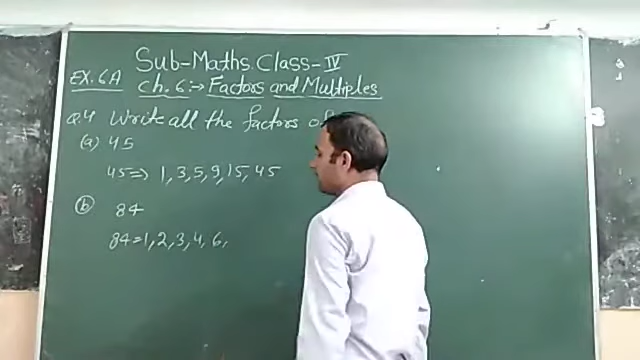 Sub-Maths. Class-IV
EX. 6A Ch. 6:→ Factors and Multiples
Q.4 Write all the factors of
(a) 45
45=> 1, 3, 5, 9, 15, 45
(b) 84
84=1, 2, 3, 4, 6,